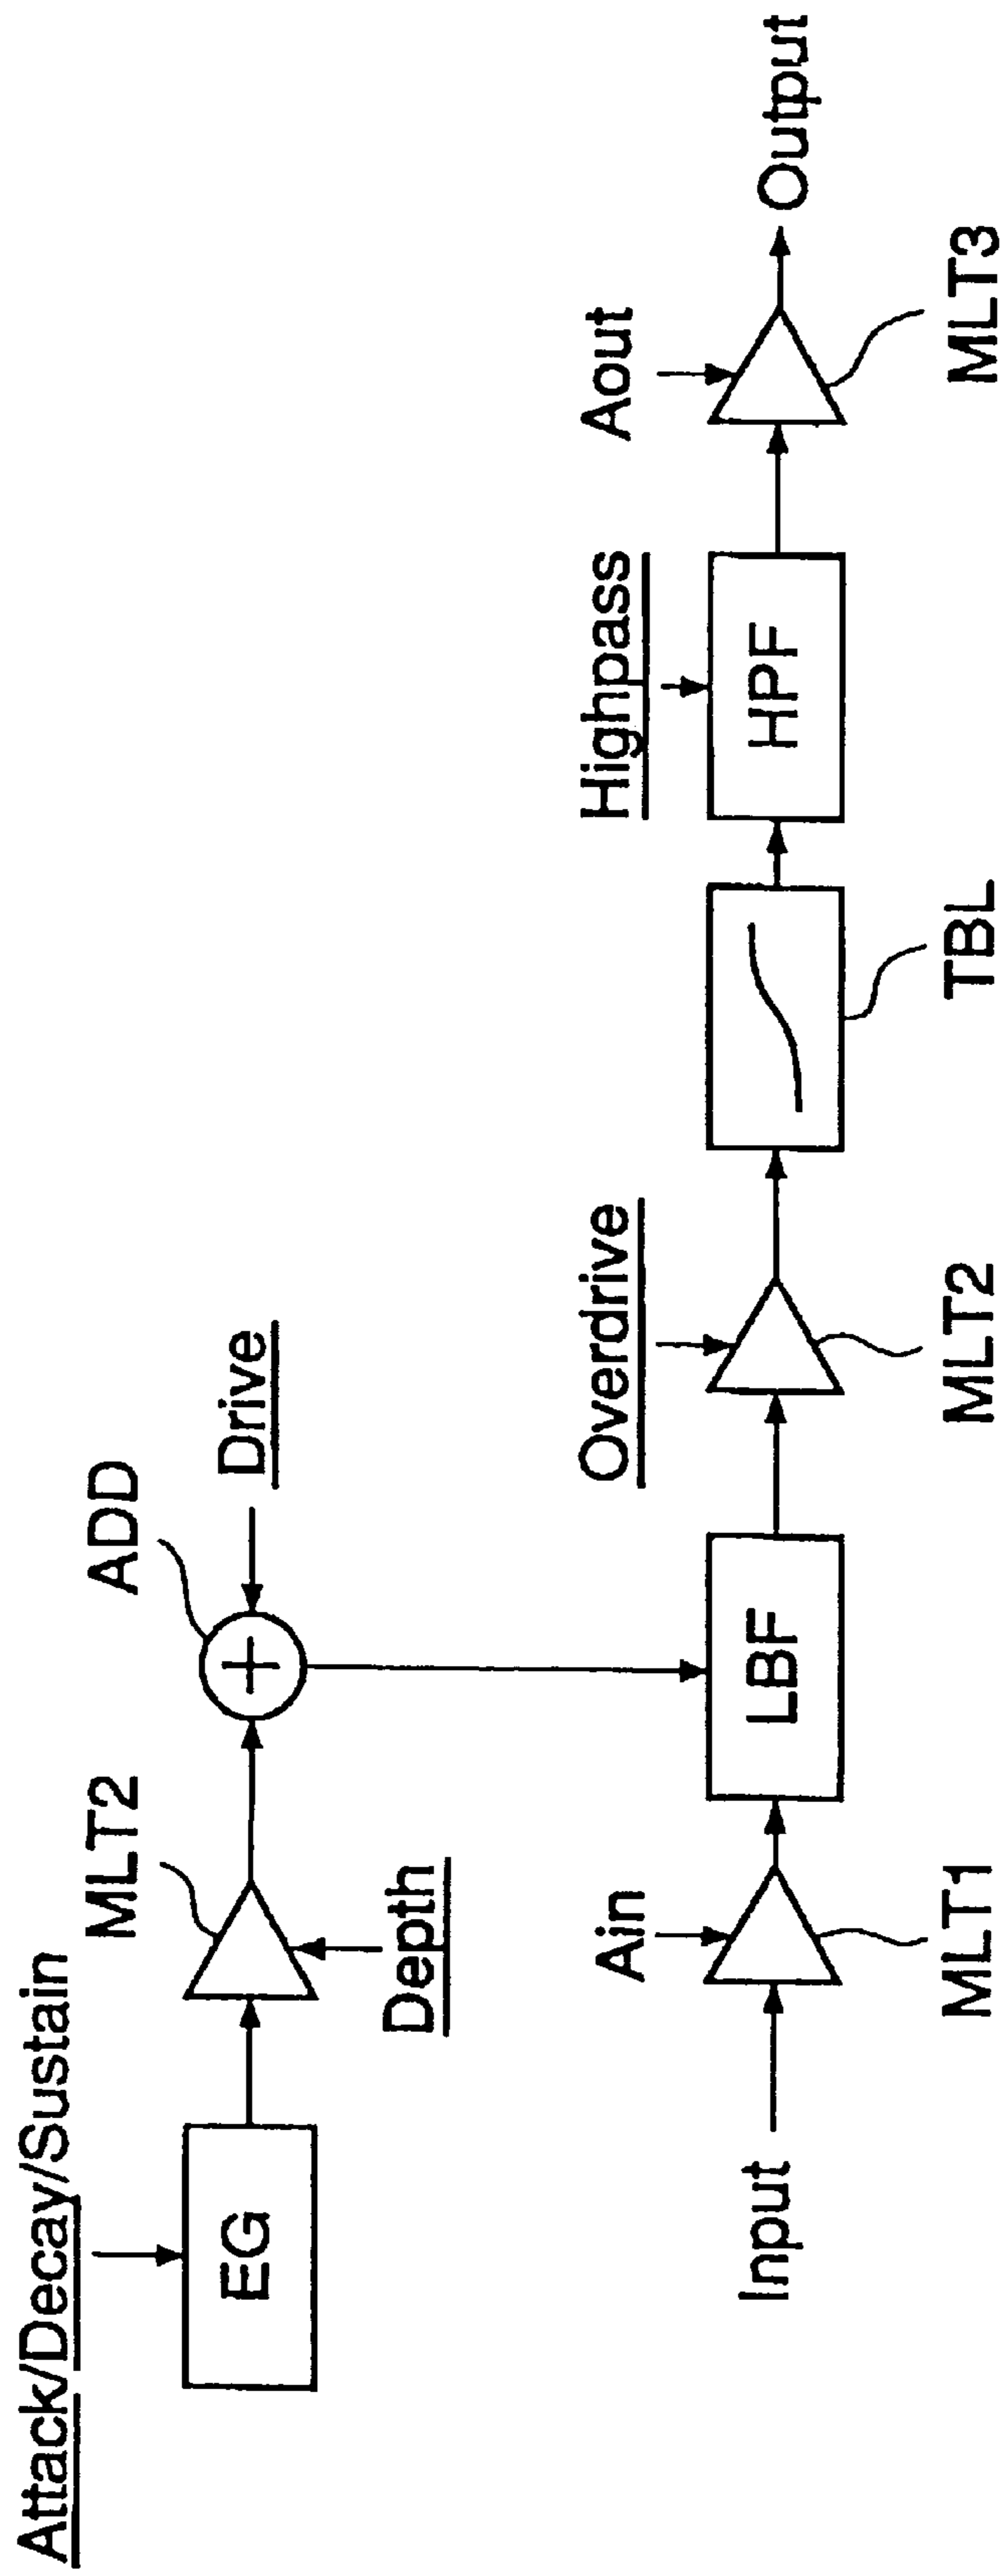 Attack/Decay/Sustain
EG
MLT2
Depth
ADD
Drive
Input
Ain
MLT1
LBF
Overdrive
MLT2
TBL
Highpass
HPF
Aout
MLT3
Output